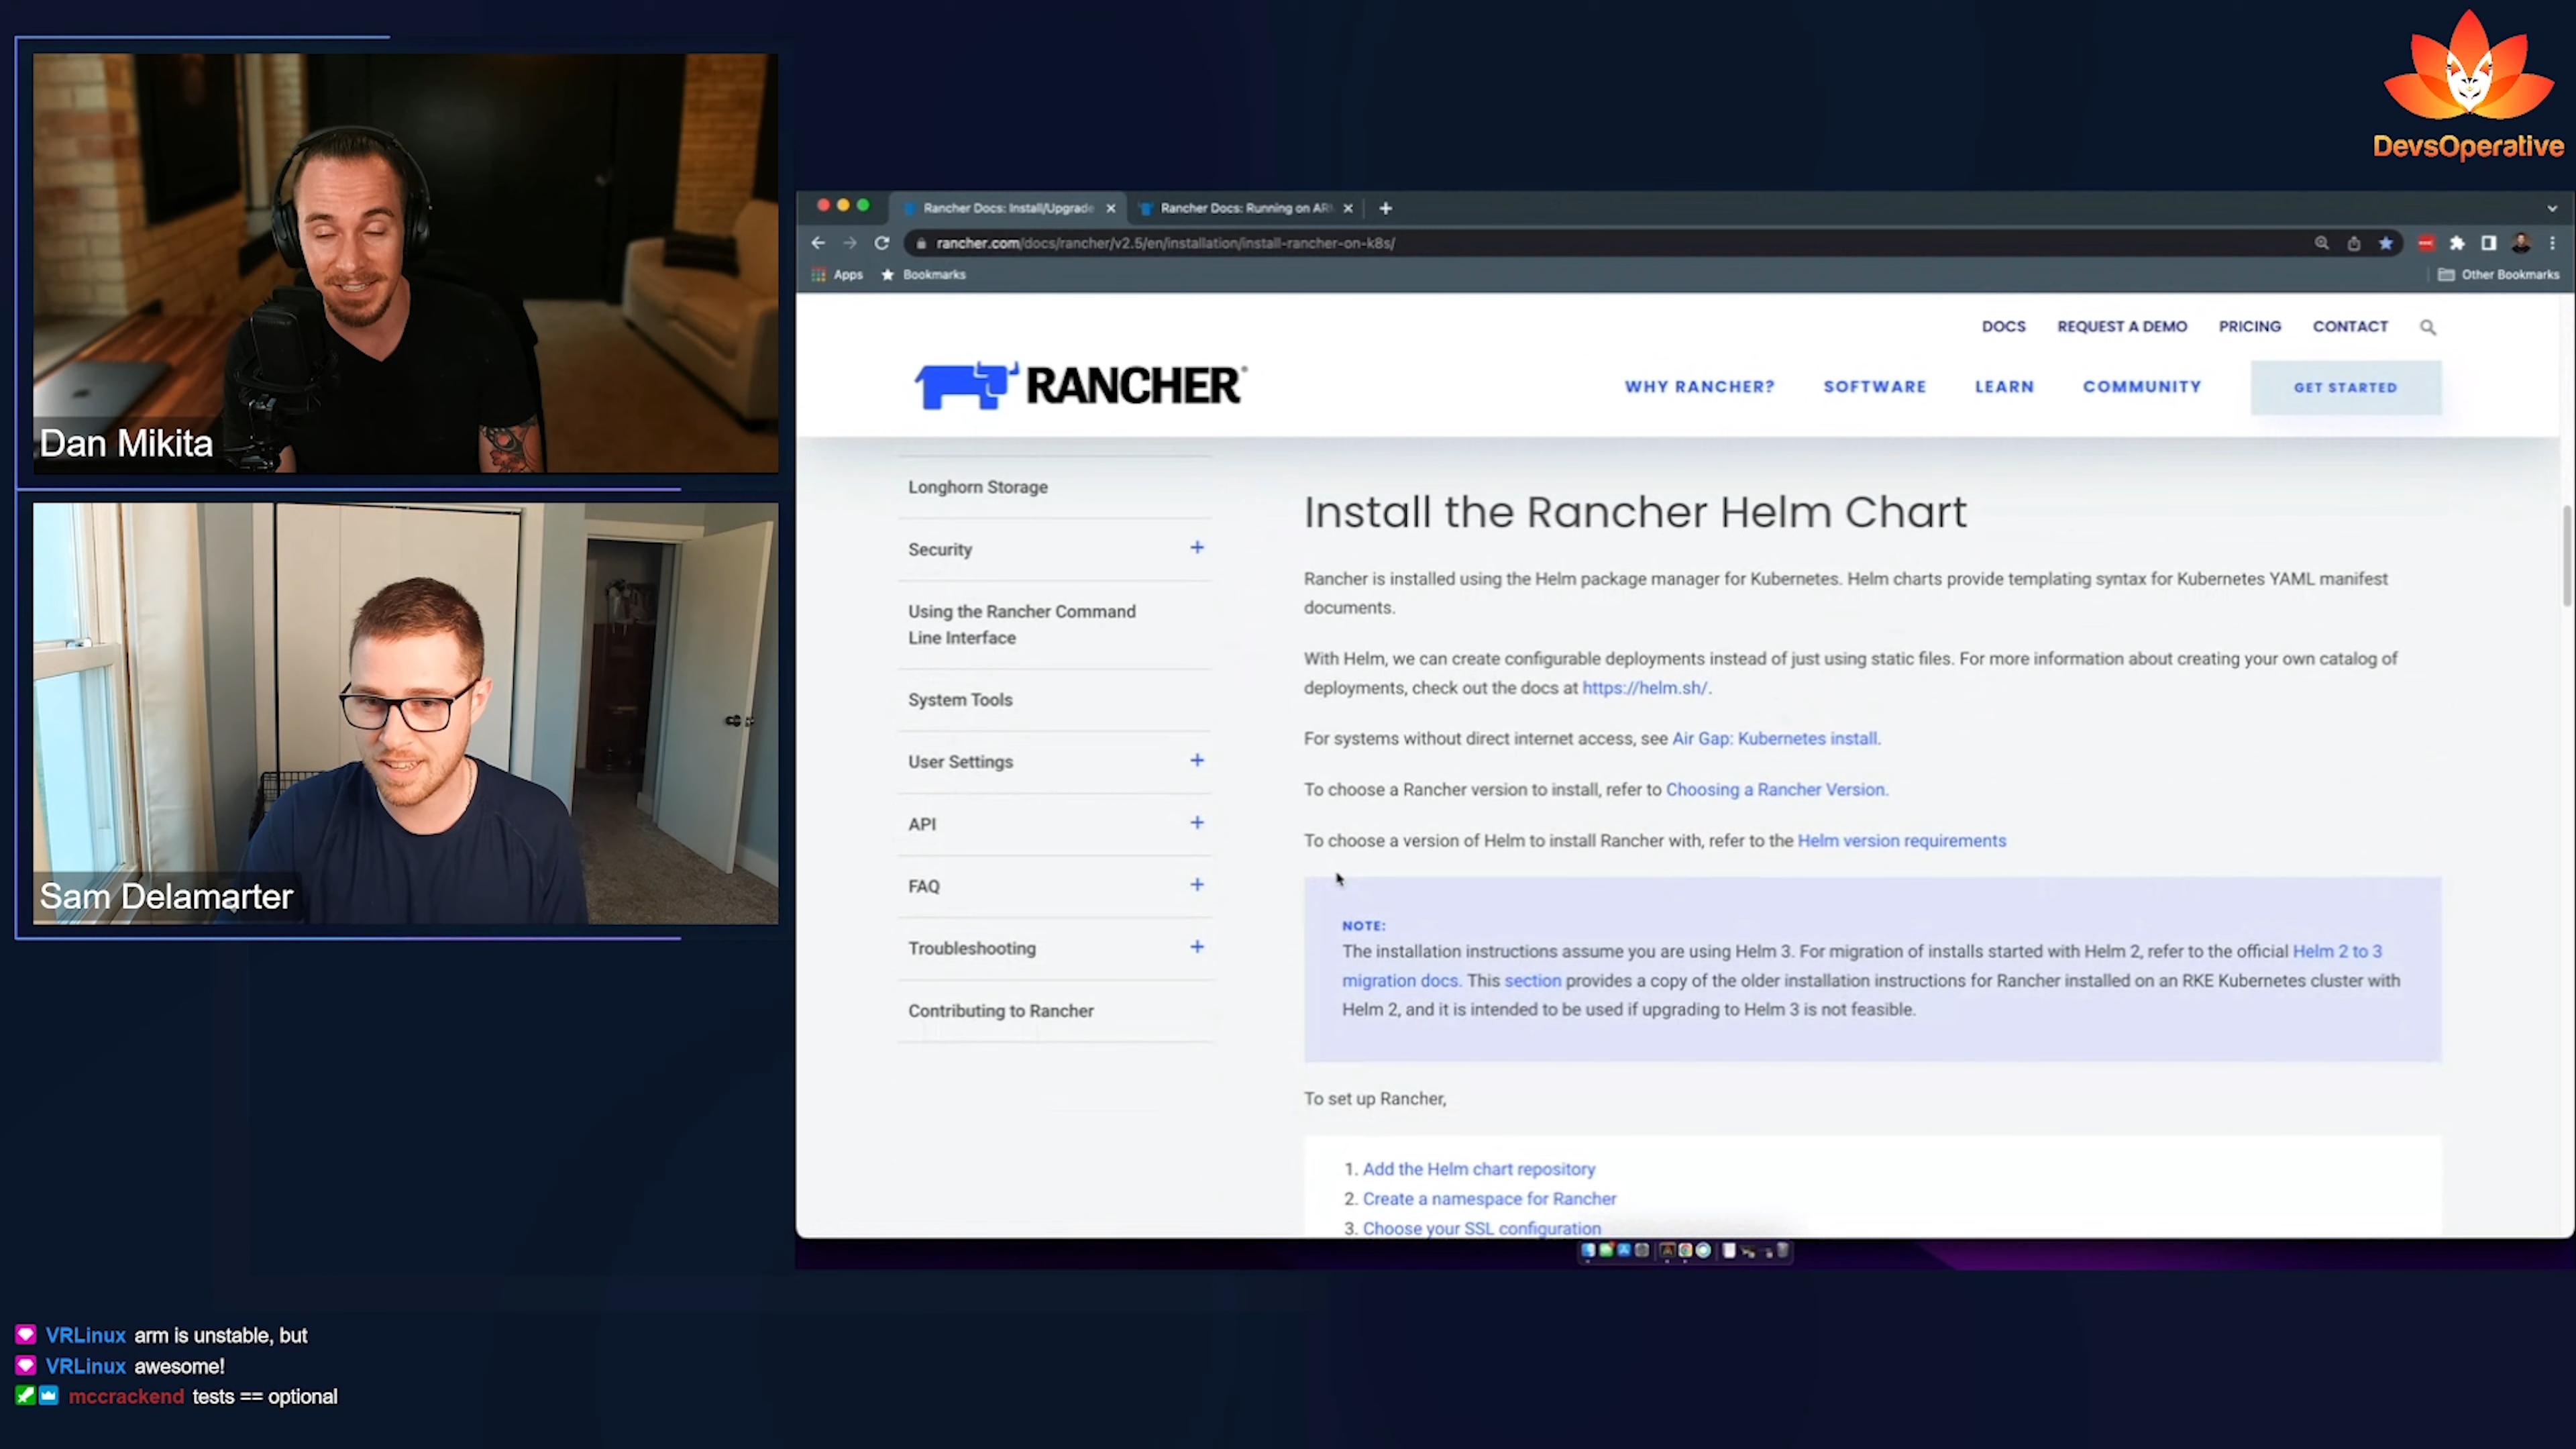 DevsOperative
Dan Mikita
Sam Delamarter
Rancher Docs: Install/Upgrade
Rancher Docs: Running on AR
rancher.com/docs/rancher/v2.5/en/installation/install-rancher-on-k8s/
Apps
Bookmarks
Other Bookmarks
DOCS
REQUEST A DEMO
PRICING
CONTACT
RANCHER
WHY RANCHER?
SOFTWARE
LEARN
COMMUNITY
GET STARTED
Longhorn Storage
Security +
Using the Rancher Command
Line Interface
System Tools
User Settings +
API +
FAQ +
Troubleshooting +
Contributing to Rancher
Install the Rancher Helm Chart
Rancher is installed using the Helm package manager for Kubernetes. Helm charts provide templating syntax for Kubernetes YAML manifest
documents.
With Helm, we can create configurable deployments instead of just using static files. For more information about creating your own catalog of
deployments, check out the docs at https://helm.sh/.
For systems without direct internet access, see Air Gap: Kubernetes install.
To choose a Rancher version to install, refer to Choosing a Rancher Version.
To choose a version of Helm to install Rancher with, refer to the Helm version requirements
NOTE:
The installation instructions assume you are using Helm 3. For migration of installs started with Helm 2, refer to the official Helm 2 to 3
migration docs. This section provides a copy of the older installation instructions for Rancher installed on an RKE Kubernetes cluster with
Helm 2, and it is intended to be used if upgrading to Helm 3 is not feasible.
To set up Rancher,
1. Add the Helm chart repository
2. Create a namespace for Rancher
3. Choose your SSL configuration
VRLinux arm is unstable, but
VRLinux awesome!
mccrackend tests == optional